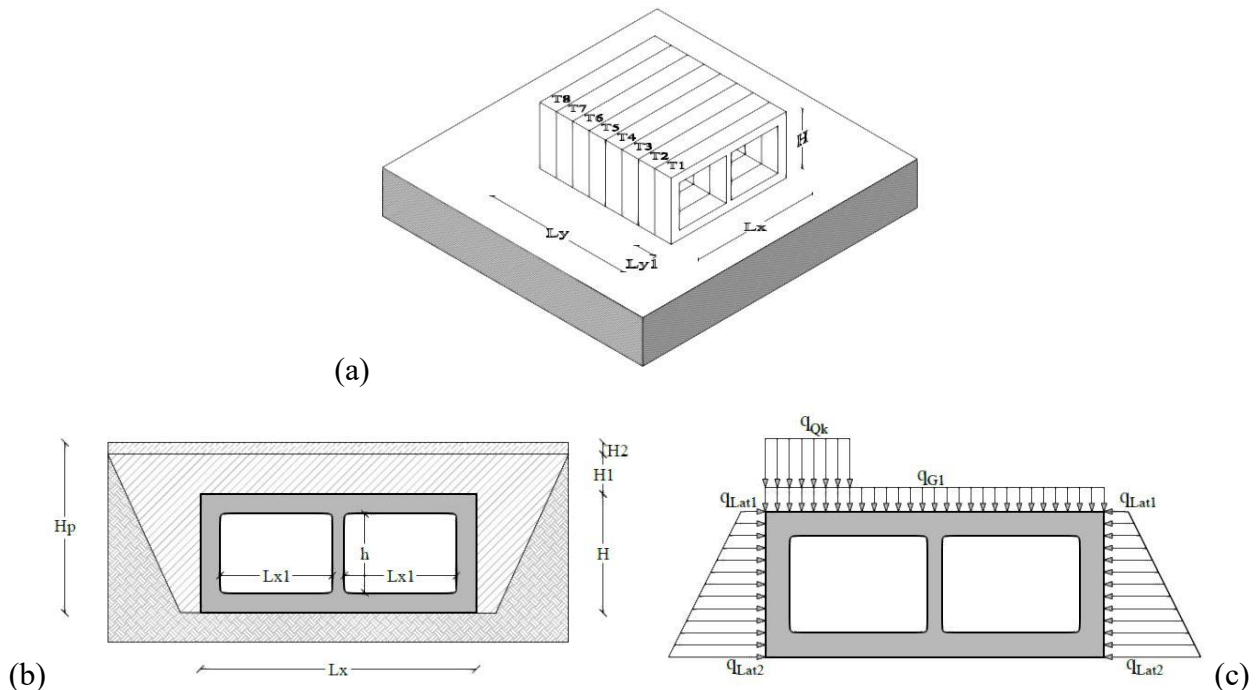 T8
T7
T6
T5
T4
T3
T2
T1
H
Ly
Ly1
Lx
(a)
Hp
H2
H1
H
h
Lx1
Lx1
Lx
(b)
qQk
qG1
qLat1
qLat1
qLat2
qLat2
(c)